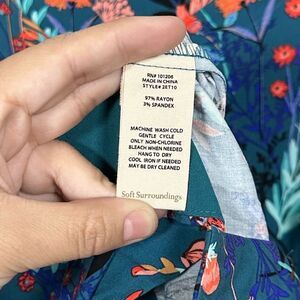 RN# 101206
MADE IN CHINA
STYLE# 2ET10
97% RAYON
3% SPANDEX
MACHINE WASH COLD
GENTLE CYCLE
ONLY NON-CHLORINE
BLEACH WHEN NEEDED
HANG TO DRY
COOL IRON IF NEEDED
MAY BE DRY CLEANED
Soft Surroundings